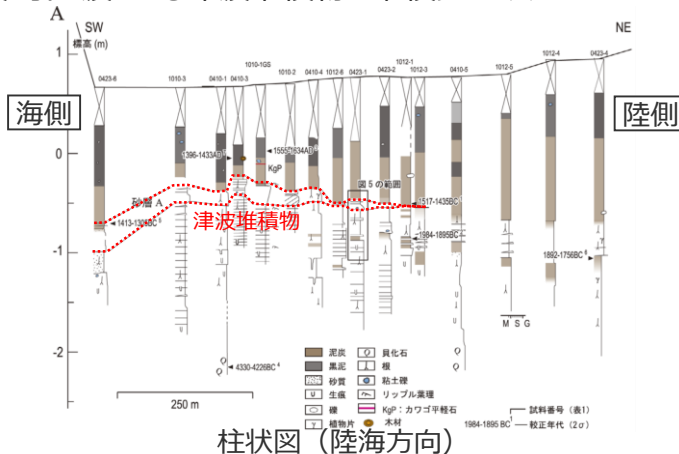 A
SW
NE
標高 (m)
0423-6
1010-3
0410-1
0410-3
1010-1GS
1010-2
0410-4
1012-6
0423-1
0423-2
1012-1
1012-3
0410-5
1012-5
1012-4
0423-4
1
0
-1
-2
海側
陸側
1396-1433AD
1555-1634AD
KgP
図 5 の範囲
砂層 A
津波堆積物
1517-1435BC
1984-1895BC
1892-1756BC
4330-4226BC
M S G
250 m
泥炭
貝化石
黒泥
根
砂質
粘土礫
生痕
リップル葉理
礫
KgP : カワゴ平軽石
植物片
木材
試料番号（表1）
1984-1895 BC
較正年代（2σ）
柱状図（陸海方向）